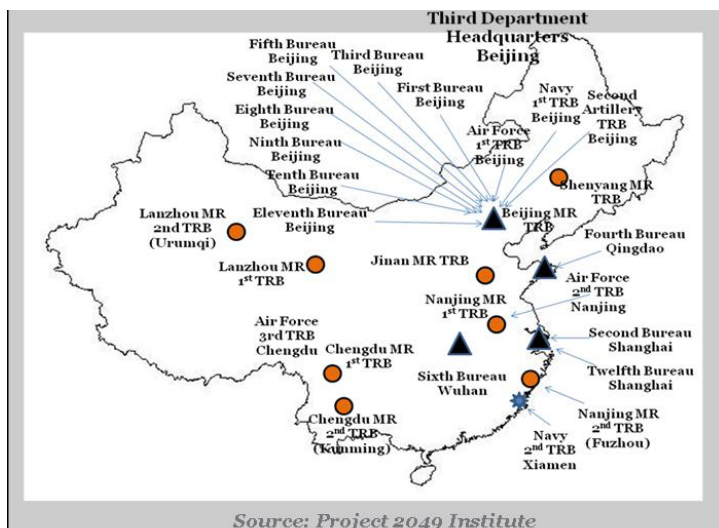 Third Department
Headquarters
Beijing
Fifth Bureau
Beijing
Third Bureau
Beijing
Seventh Bureau
Beijing
First Bureau
Beijing
Navy
1st TRB
Beijing
Second
Artillery
TRB
Beijing
Eighth Bureau
Beijing
Air Force
1st TRB
Beijing
Ninth Bureau
Beijing
Tenth Bureau
Beijing
Shenyang MR
TRB
Lanzhou MR
2nd TRB
(Urumqi)
Eleventh Bureau
Beijing
Beijing MR
TRB
Fourth Bureau
Qingdao
Lanzhou MR
1st TRB
Jinan MR TRB
Air Force
2nd TRB
Nanjing
Nanjing MR
1st TRB
Air Force
3rd TRB
Chengdu
Chengdu MR
1st TRB
Second Bureau
Shanghai
Sixth Bureau
Wuhan
Twelfth Bureau
Shanghai
Chengdu MR
2nd TRB
(Kunming)
Nanjing MR
2nd TRB
(Fuzhou)
Navy
2nd TRB
Xiamen
Source: Project 2049 Institute